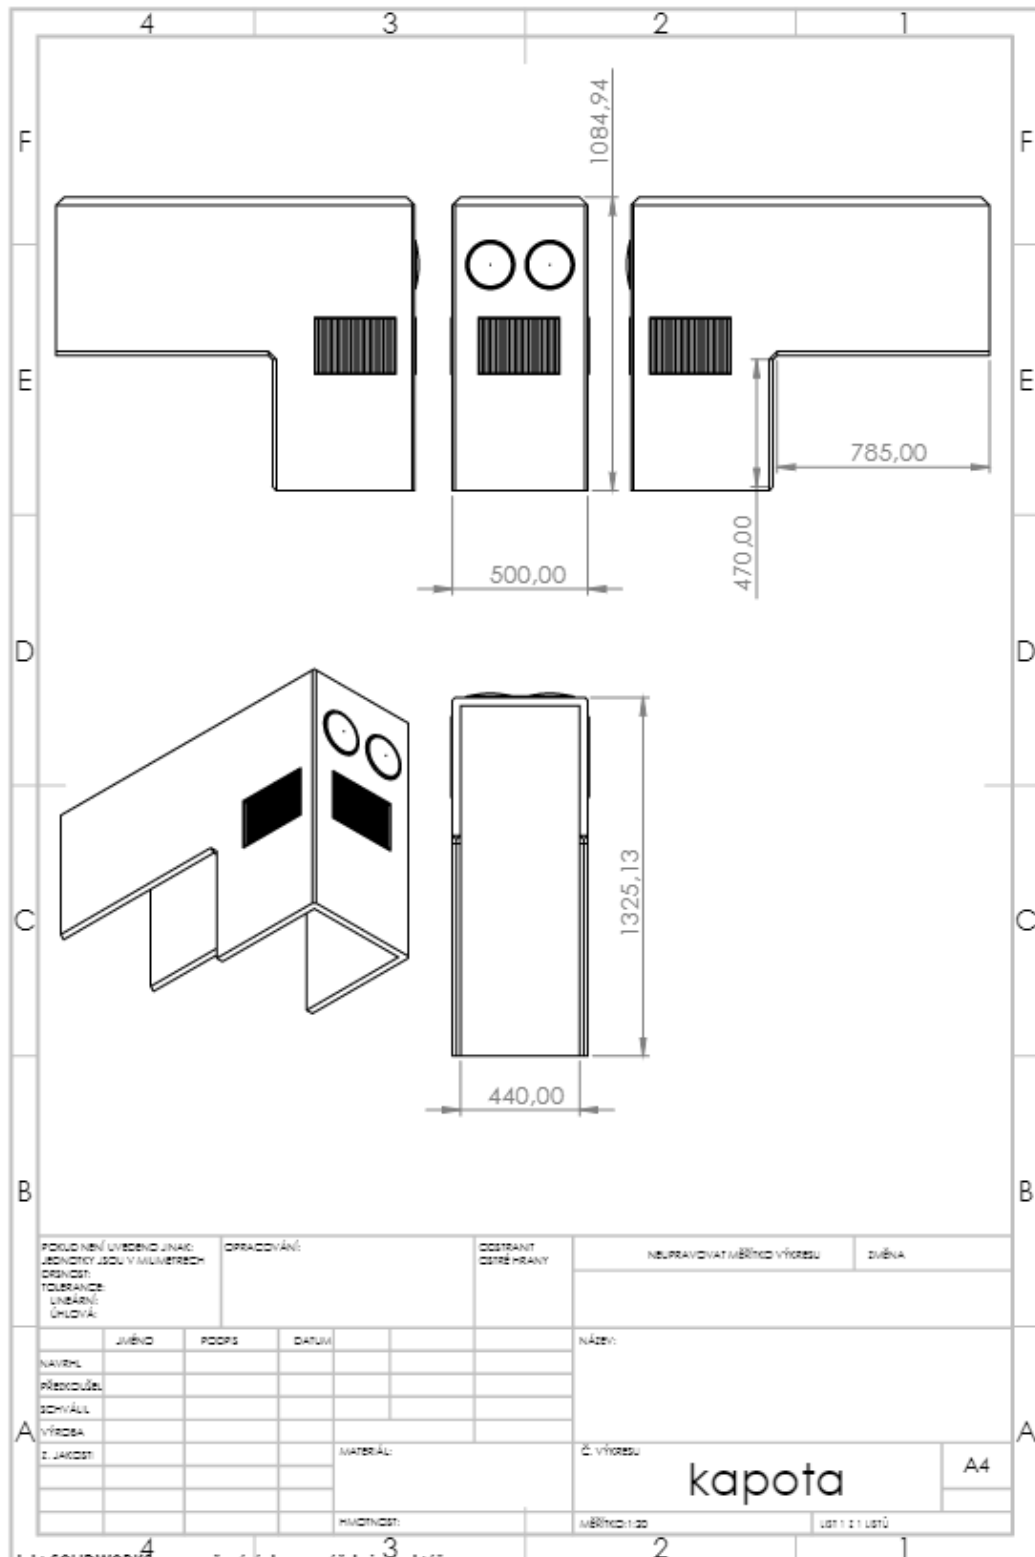 4 3 2 1
F F
1084,94
E E
785,00
470,00
500,00
D D
1325,13
C C
440,00
B B
POKUD NENÍ UVEDENO JINAK:
JEDNOTKY JSOU V MILIMETRECH
DRSNOST:
TOLERANCE:
LINEÁRNÍ:
ÚHLOVÁ:
OPRACOVÁNÍ:
ODSTRANIT
OSTRÉ HRANY
NEUPRAVOVAT MĚŘÍTKO VÝKRESU
ZMĚNA
JMÉNO PODPIS DATUM
NAVRHL
PŘEZKOUŠEL
SCHVÁLIL
VÝROBA
Z. JAKOSTI
NÁZEV:
MATERIÁL:
HMOTNOST:
A A
Č. VÝKRESU
kapota
A4
MĚŘÍTKO:1:20
LIST 1 Z 1 LISTŮ
4 3 2 1
SOLIDWORKS